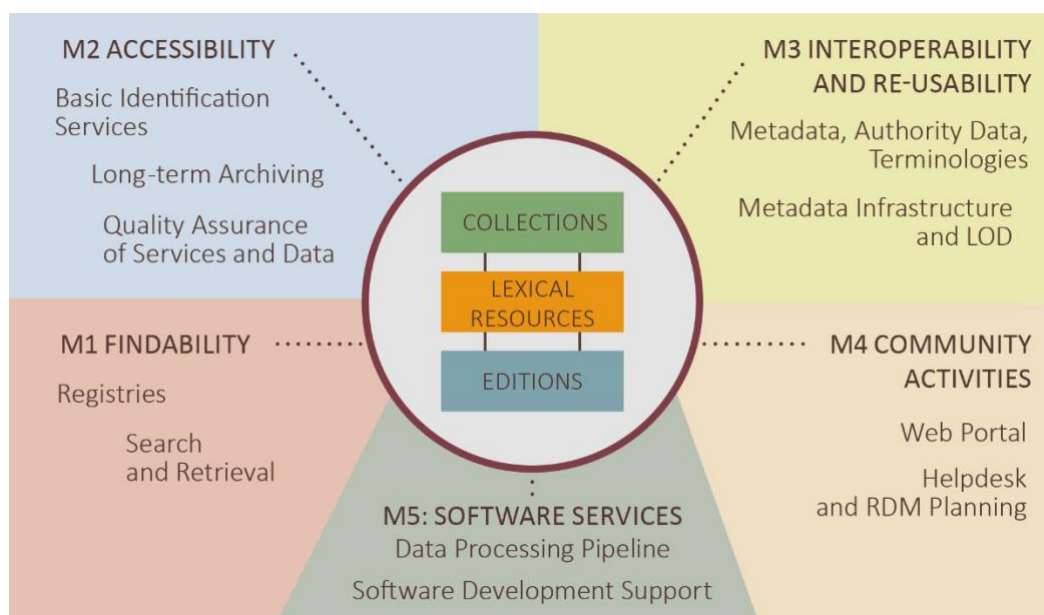 M2 ACCESSIBILITY
Basic Identification
Services
Long-term Archiving
Quality Assurance
of Services and Data
M3 INTEROPERABILITY
AND RE-USABILITY
Metadata, Authority Data,
Terminologies
Metadata Infrastructure
and LOD
COLLECTIONS
LEXICAL
RESOURCES
EDITIONS
M1 FINDABILITY
Registries
Search
and Retrieval
M4 COMMUNITY
ACTIVITIES
Web Portal
Helpdesk
and RDM Planning
M5: SOFTWARE SERVICES
Data Processing Pipeline
Software Development Support